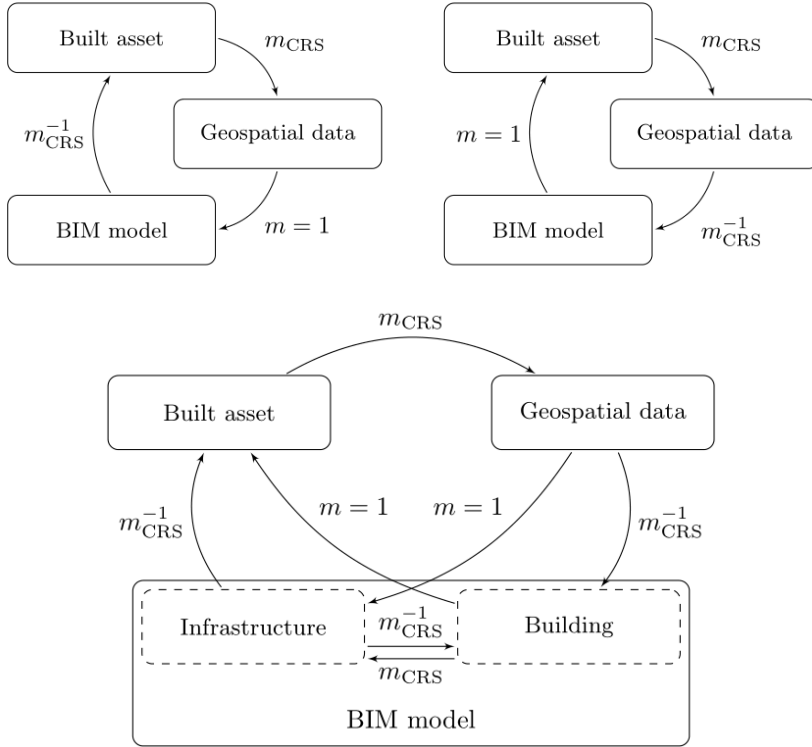 Built asset
m_CRS
Geospatial data
m_CRS^-1
m = 1
BIM model
Built asset
m_CRS
Geospatial data
m = 1
m_CRS^-1
BIM model
m_CRS
Built asset
Geospatial data
m_CRS^-1
m = 1
m = 1
m_CRS^-1
Infrastructure
m_CRS^-1
Building
m_CRS
BIM model